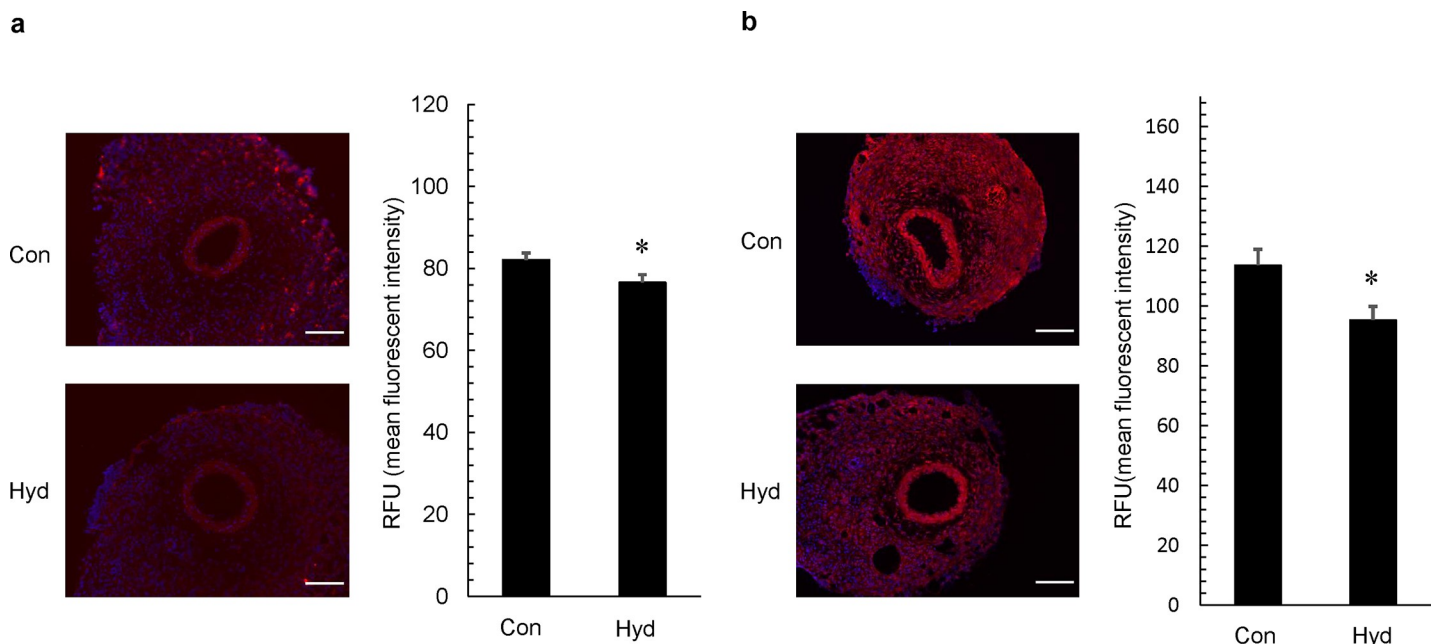 a
Con
Hyd
RFU (mean fluorescent intensity)
120
100
80
60
40
20
0
*
Con Hyd
b
Con
Hyd
RFU(mean fluorescent intensity)
160
140
120
100
80
60
40
20
0
*
Con Hyd